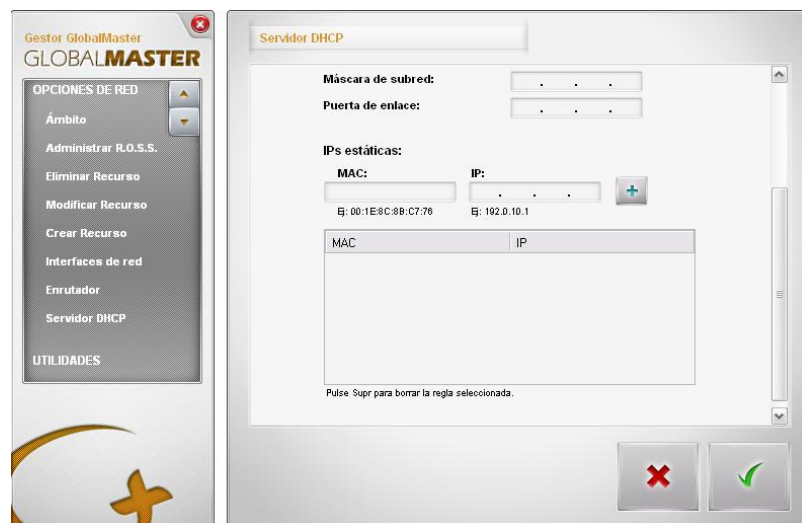 Gestor GlobalMaster
GLOBALMASTER
OPCIONES DE RED
Ámbito
Administrar R.O.S.S.
Eliminar Recurso
Modificar Recurso
Crear Recurso
Interfaces de red
Enrutador
Servidor DHCP
UTILIDADES
Servidor DHCP
Máscara de subred:
Puerta de enlace:
IPs estáticas:
MAC: IP:
Ej: 00:1E:8C:8B:C7:76 Ej: 192.0.10.1
MAC IP
Pulse Supr para borrar la regla seleccionada.